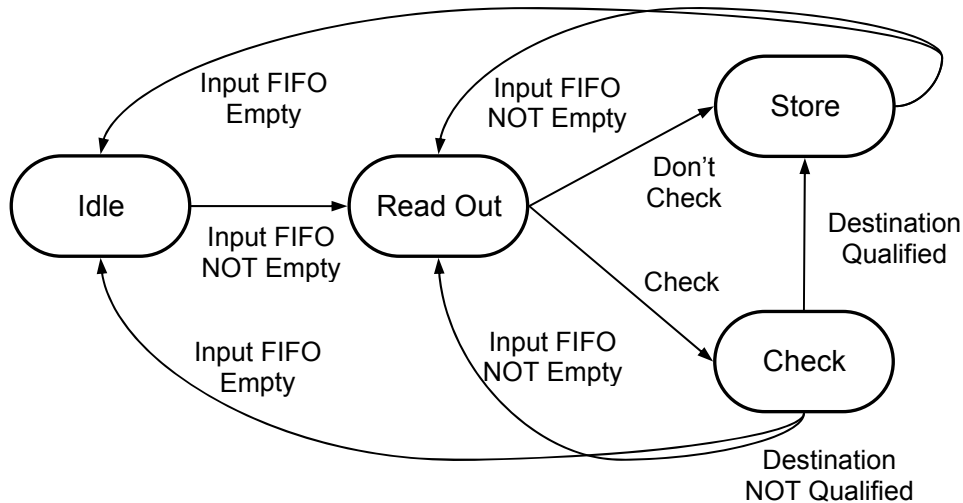 Input FIFO
Empty
Input FIFO
NOT Empty
Store
Don't
Check
Idle
Read Out
Input FIFO
NOT Empty
Destination
Qualified
Check
Input FIFO
Empty
Input FIFO
NOT Empty
Check
Destination
NOT Qualified